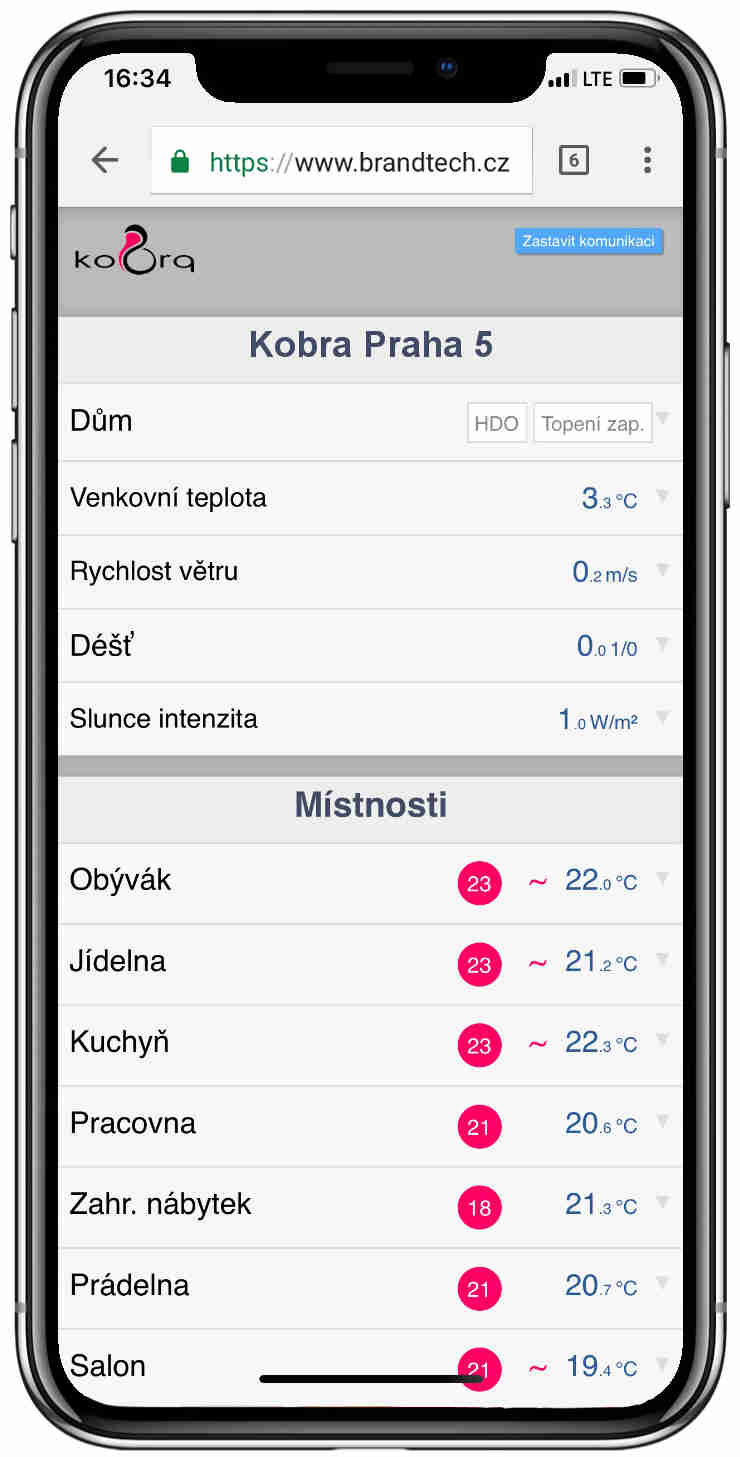 16:34 LTE
https://www.brandtech.cz 6
kobra Zastavit komunikaci
Kobra Praha 5
Dům HDO Topení zap.
Venkovní teplota 3.3 °C
Rychlost větru 0.2 m/s
Déšť 0.0 1/0
Slunce intenzita 1.0 W/m²
Místnosti
Obývák 23 ~ 22.0 °C
Jídelna 23 ~ 21.2 °C
Kuchyň 23 ~ 22.3 °C
Pracovna 21 20.6 °C
Zahr. nábytek 18 21.3 °C
Prádelna 21 20.7 °C
Salon 21 ~ 19.4 °C